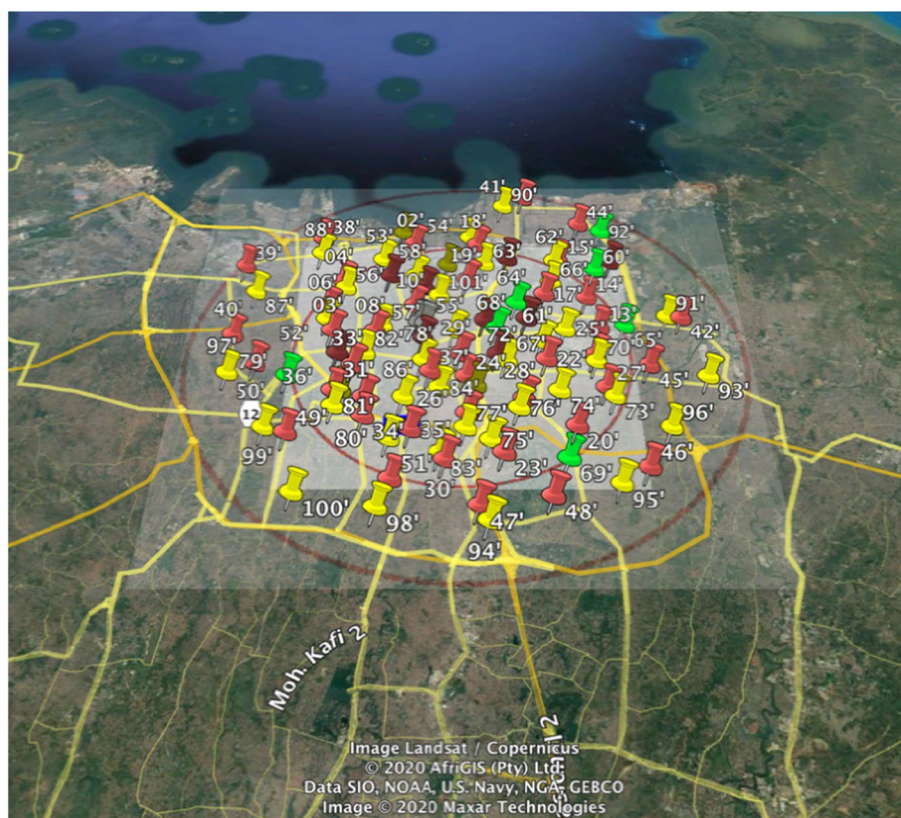 41' 90'
44'
88' 38' 02' 54' 18' 92'
53'
39' 04' 58' 19' 63' 62' 15' 60'
06' 56' 10' 101' 64' 66' 14'
87' 03' 08' 57' 55' 68' 17' 91'
40' 61' 13'
52' 33' 82' 78' 29' 72' 25' 65' 42'
97' 79' 67' 70'
36' 31' 86' 37' 24' 28' 22' 27' 45' 93'
50' 81' 26' 84' 76' 73'
12 49' 77' 74' 96'
99' 80' 34' 35' 75' 20'
51' 83' 23' 69' 46'
30' 95'
100' 98' 47' 48'
94'
Moh. Kafi 2
Image Landsat / Copernicus
© 2020 AfriGIS (Pty) Ltd.
Data SIO, NOAA, U.S. Navy, NGA, GEBCO
Image © 2020 Maxar Technologies